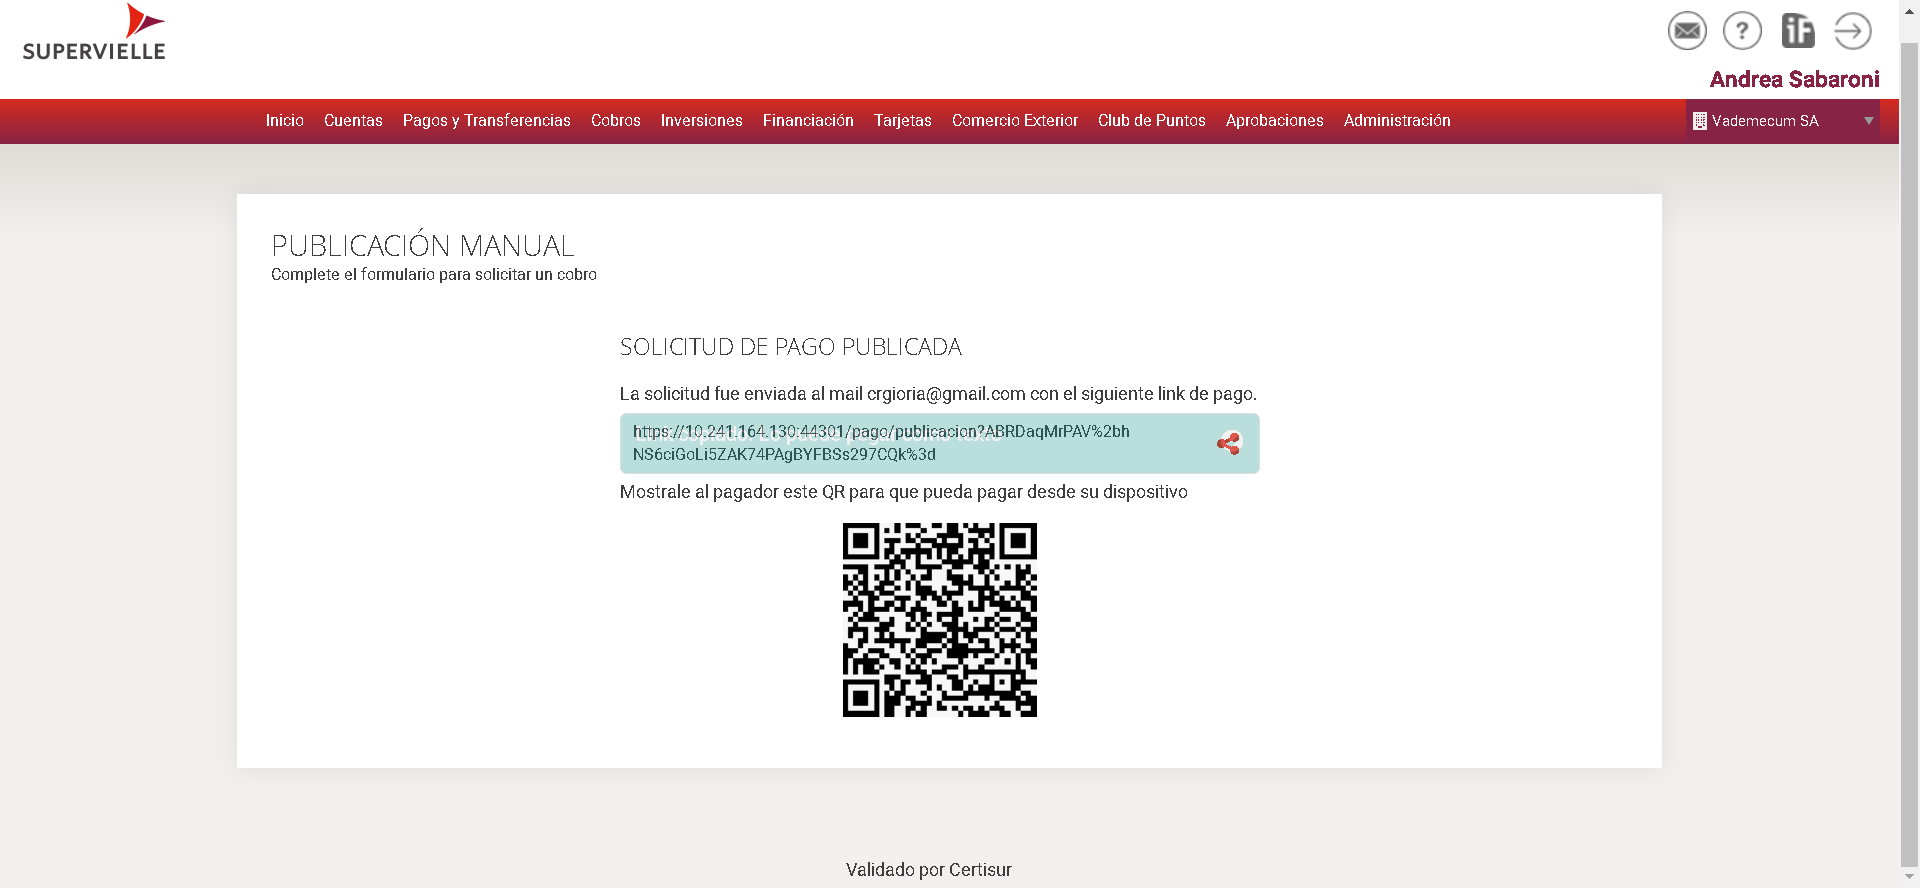 SUPERVIELLE
Andrea Sabaroni
Inicio Cuentas Pagos y Transferencias Cobros Inversiones Financiación Tarjetas Comercio Exterior Club de Puntos Aprobaciones Administración Vademecum SA
PUBLICACIÓN MANUAL
Complete el formulario para solicitar un cobro
SOLICITUD DE PAGO PUBLICADA
La solicitud fue enviada al mail crgioria@gmail.com con el siguiente link de pago.
https://10.241.164.130:44301/pago/publicacion?ABRDaqMrPAV%2bh
NS6ciGoLi5ZAK74PAgBYFBSs297CQk%3d
Mostrale al pagador este QR para que pueda pagar desde su dispositivo
Validado por Certisur